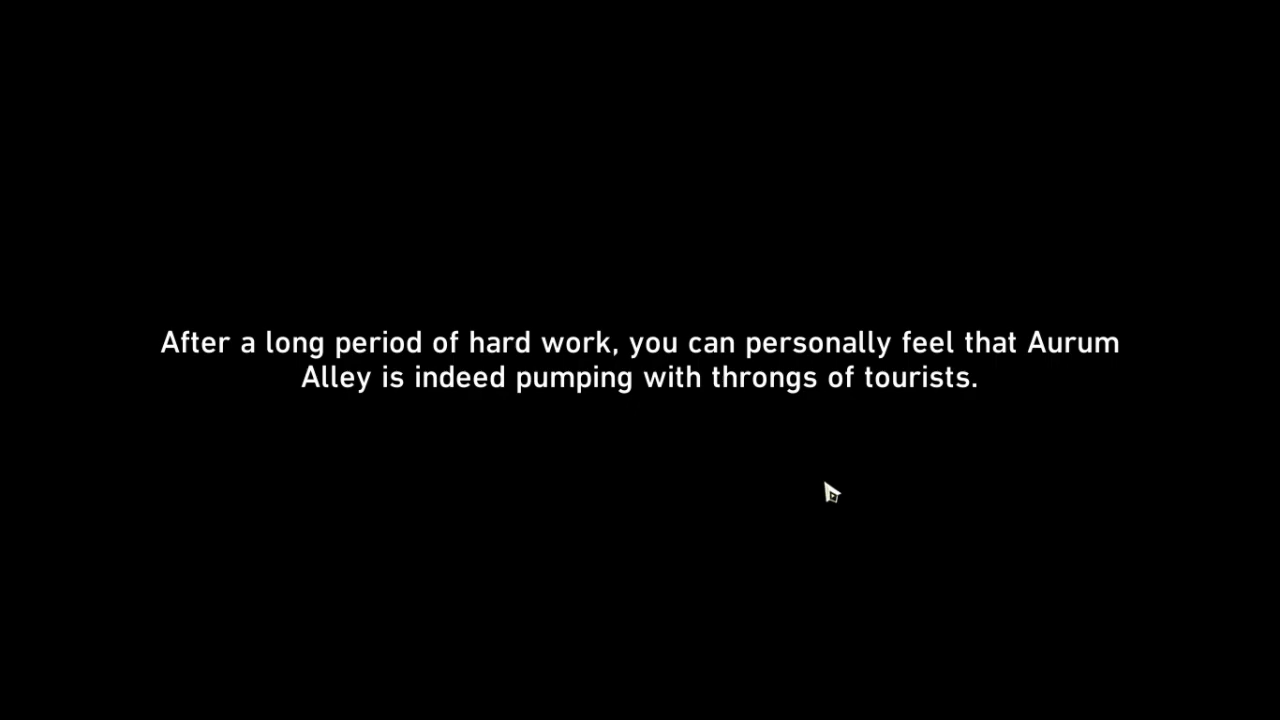 After a long period of hard work, you can personally feel that Aurum
Alley is indeed pumping with throngs of tourists.